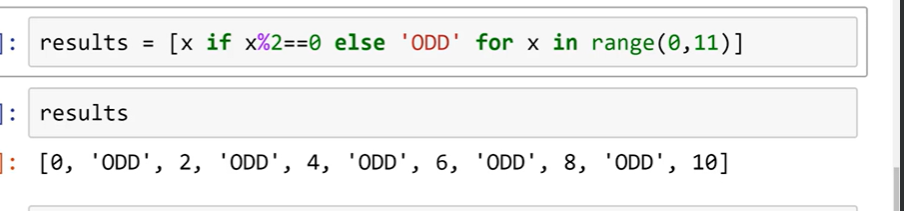 ]: results = [x if x%2==0 else 'ODD' for x in range(0,11)]
]: results
]: [0, 'ODD', 2, 'ODD', 4, 'ODD', 6, 'ODD', 8, 'ODD', 10]